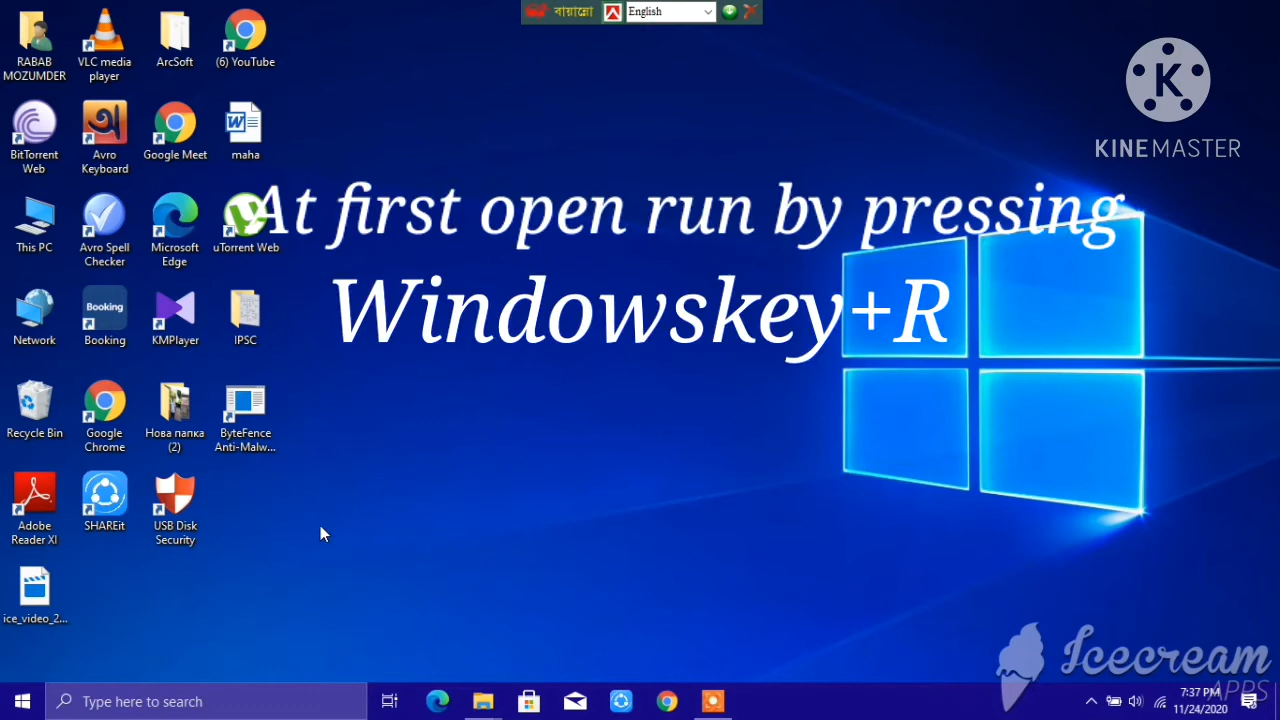 বায়ান্নো
English
RABAB
MOZUMDER
VLC media
player
ArcSoft
(6) YouTube
K
KINEMASTER
BitTorrent
Web
Avro
Keyboard
Google Meet
maha
At first open run by pressing
Windowskey+R
This PC
Avro Spell
Checker
Microsoft
Edge
uTorrent Web
Network
Booking
Booking
KMPlayer
IPSC
Recycle Bin
Google
Chrome
Нова папка
(2)
ByteFence
Anti-Malw...
Adobe
Reader XI
SHAREit
USB Disk
Security
ice_video_2...
Icecream
APPS
Type here to search
7:37 PM
11/24/2020